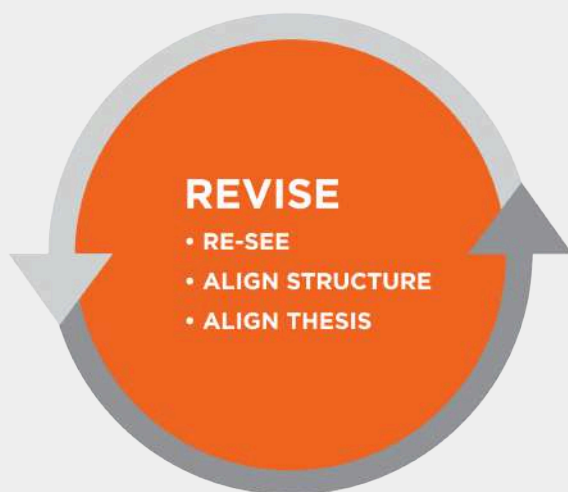 REVISE
• RE-SEE
• ALIGN STRUCTURE
• ALIGN THESIS